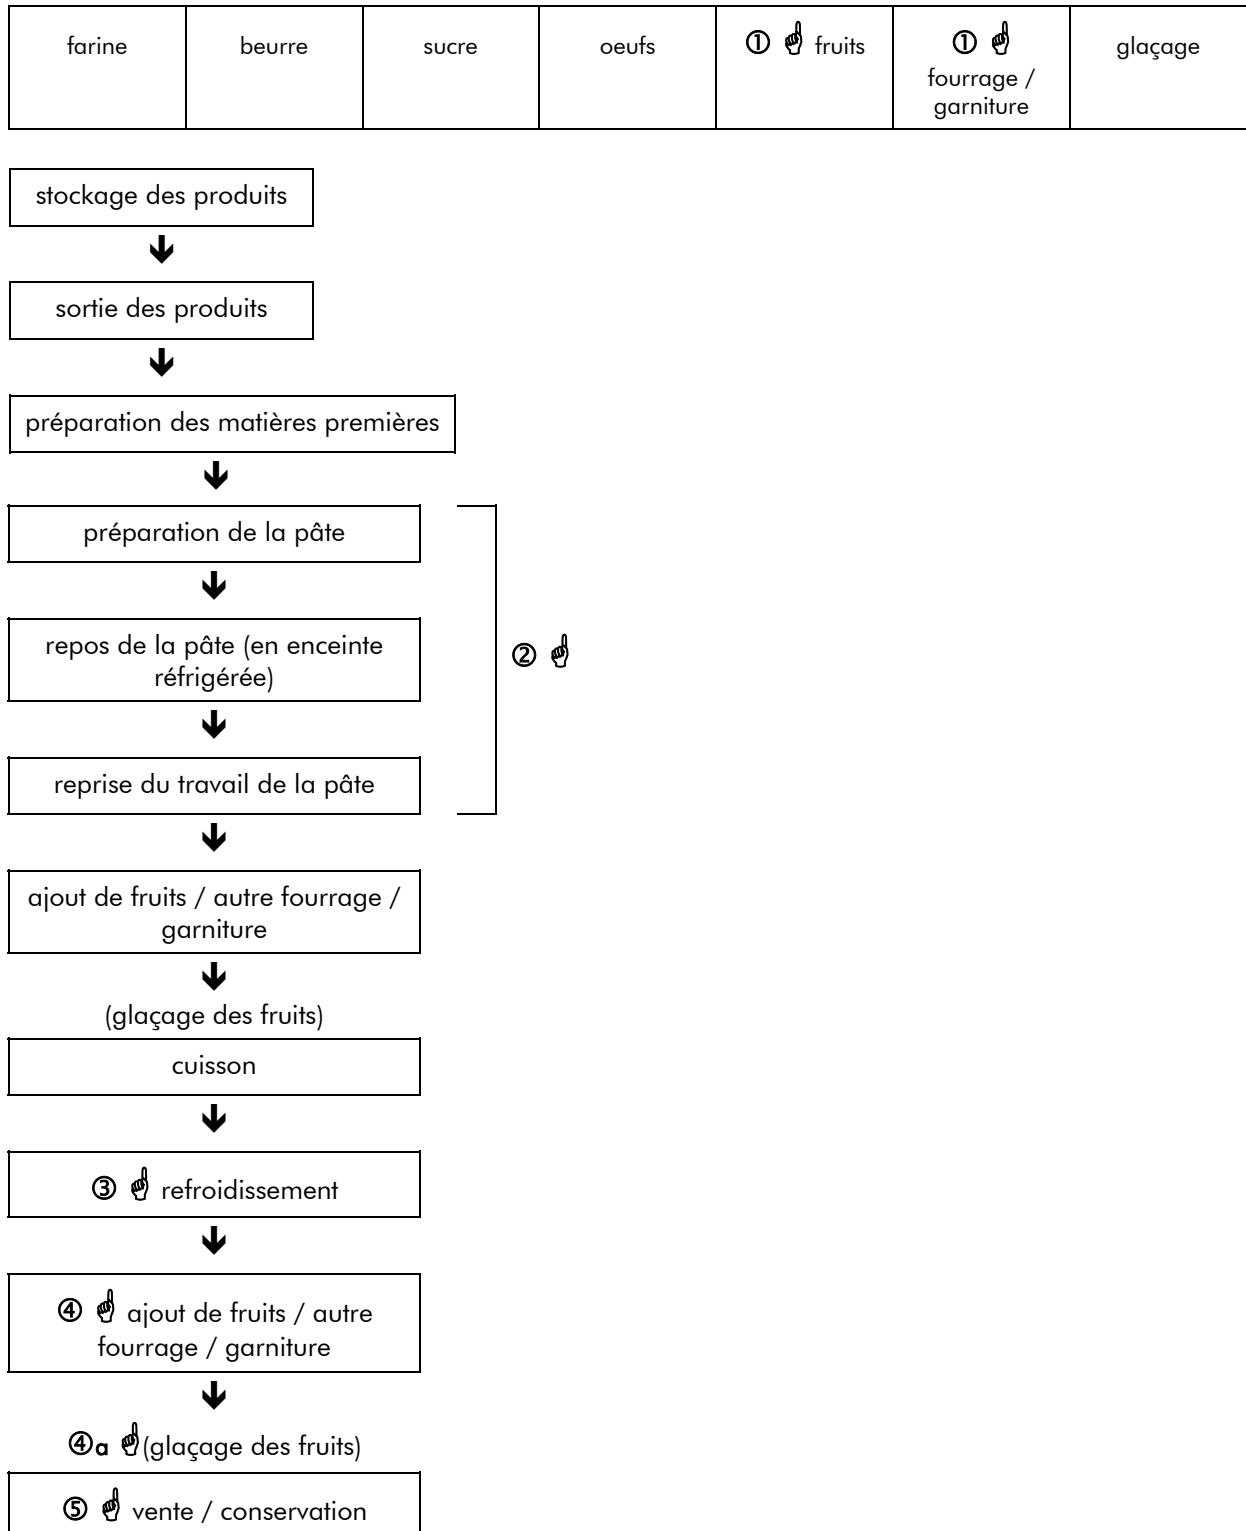 farine beurre sucre oeufs ① ☝ fruits ① ☝ fourrage / garniture glaçage
stockage des produits
sortie des produits
préparation des matières premières
préparation de la pâte
repos de la pâte (en enceinte
réfrigérée)
② ☝
reprise du travail de la pâte
ajout de fruits / autre fourrage /
garniture
(glaçage des fruits)
cuisson
③ ☝ refroidissement
④ ☝ ajout de fruits / autre
fourrage / garniture
④a ☝(glaçage des fruits)
⑤ ☝ vente / conservation